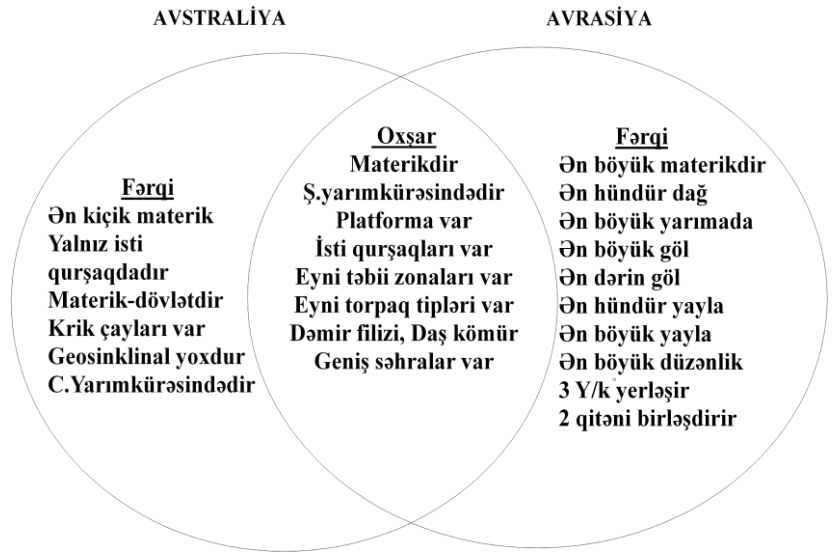 AVSTRALİYA
AVRASİYA
Fərqi
Ən kiçik materik
Yalnız isti
qurşaqdadır
Materik-dövlətdir
Krik çayları var
Geosinklinal yoxdur
C.Yarımkürəsindədir
Oxşar
Materikdir
Ş.yarımkürəsindədir
Platforma var
İsti qurşaqları var
Eyni təbii zonaları var
Eyni torpaq tipləri var
Dəmir filizi, Daş kömür
Geniş səhralar var
Fərqi
Ən böyük materikdir
Ən hündür dağ
Ən böyük yarımada
Ən böyük göl
Ən dərin göl
Ən hündür yayla
Ən böyük yayla
Ən böyük düzənlik
3 Y/k yerləşir
2 qitəni birləşdirir